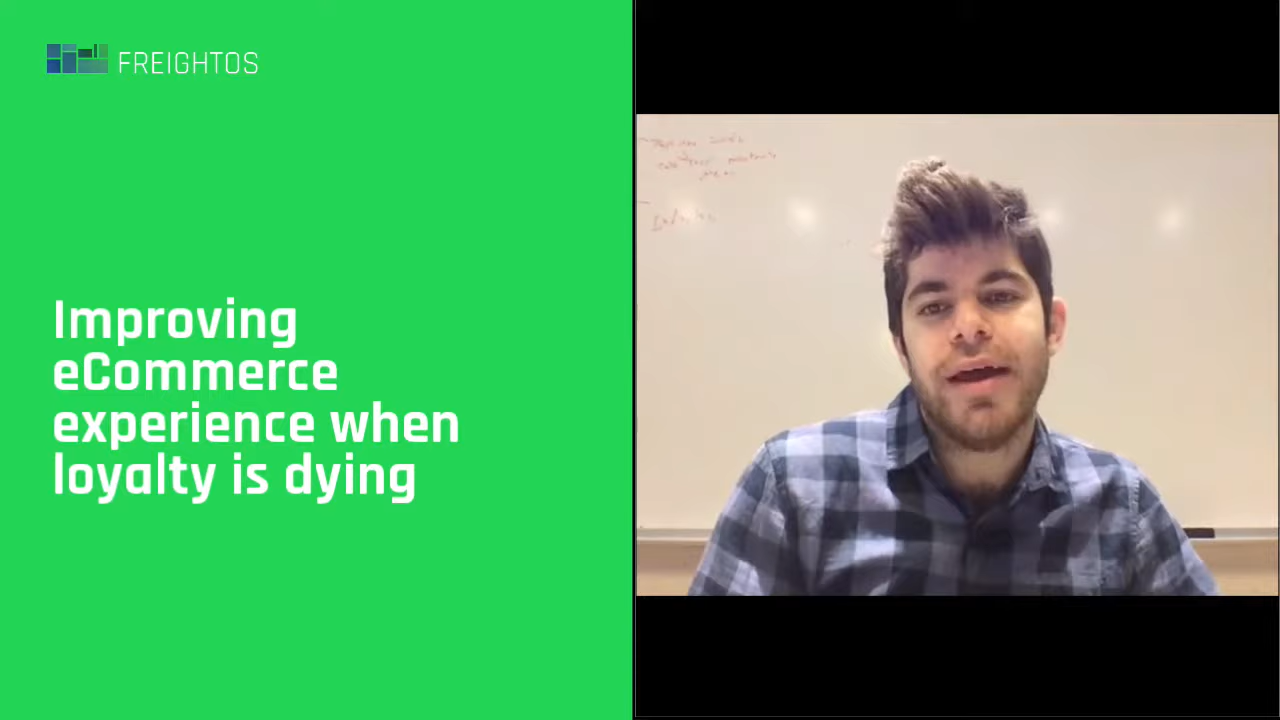 FREIGHTOS
Improving
eCommerce
experience when
loyalty is dying